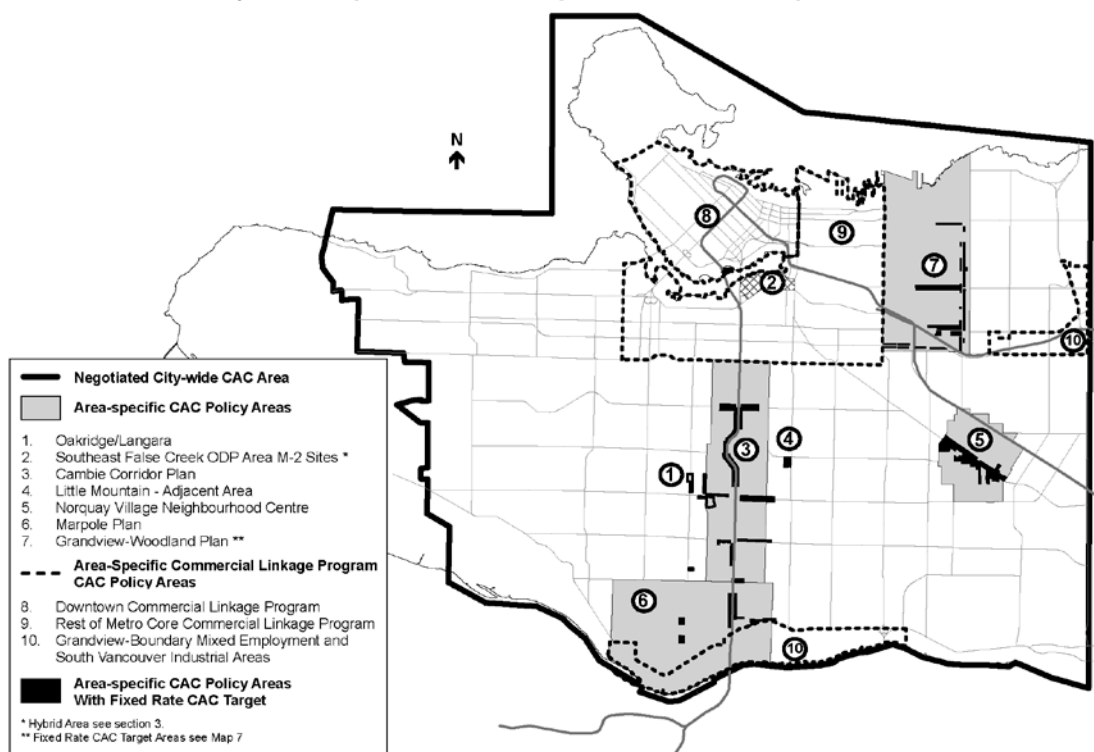 N
8
9
7
2
10
3
4
5
1
6
10
Negotiated City-wide CAC Area
Area-specific CAC Policy Areas
1. Oakridge/Langara
2. Southeast False Creek ODP Area M-2 Sites *
3. Cambie Corridor Plan
4. Little Mountain - Adjacent Area
5. Norquay Village Neighbourhood Centre
6. Marpole Plan
7. Grandview-Woodland Plan **
Area-Specific Commercial Linkage Program
CAC Policy Areas
8. Downtown Commercial Linkage Program
9. Rest of Metro Core Commercial Linkage Program
10. Grandview-Boundary Mixed Employment and
South Vancouver Industrial Areas
Area-specific CAC Policy Areas
With Fixed Rate CAC Target
* Hybrid Area see section 3.
** Fixed Rate CAC Target Areas see Map 7